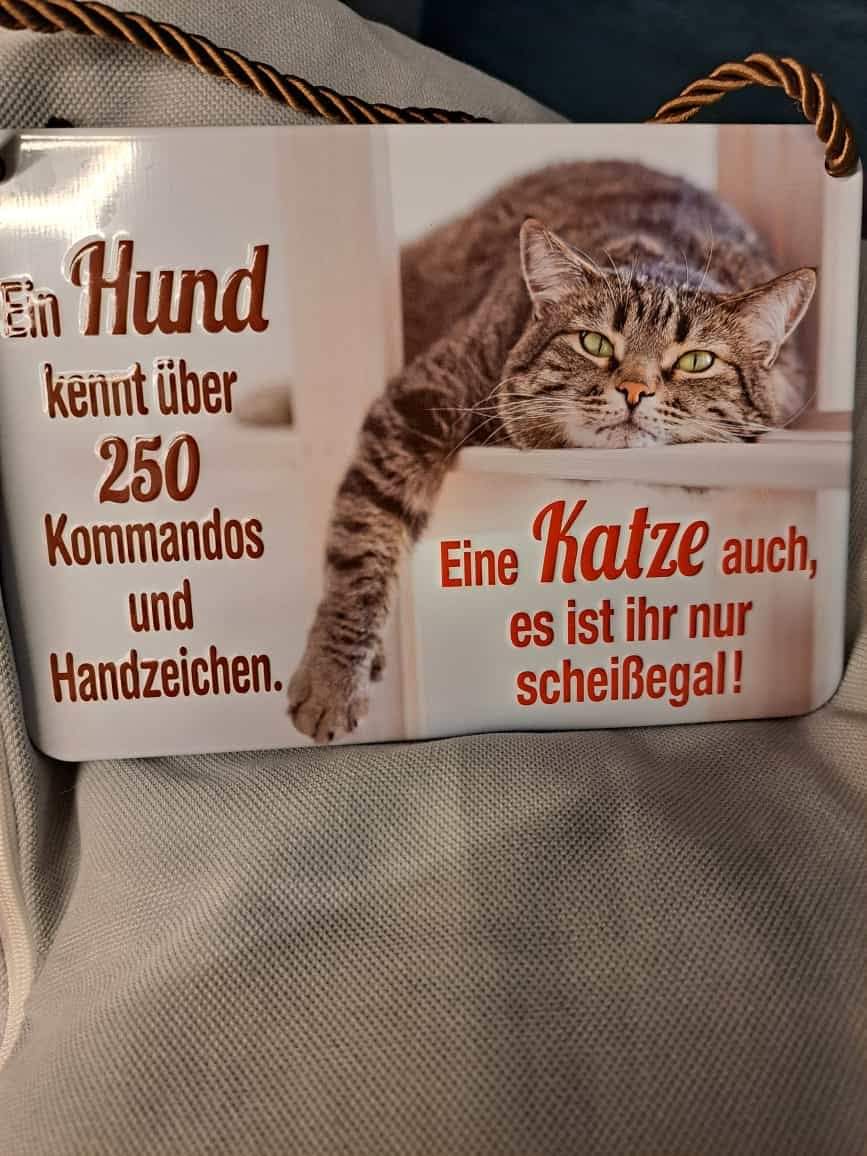 Ein Hund
kennt über
250
Kommandos
und
Handzeichen.
Eine Katze auch,
es ist ihr nur
scheißegal!